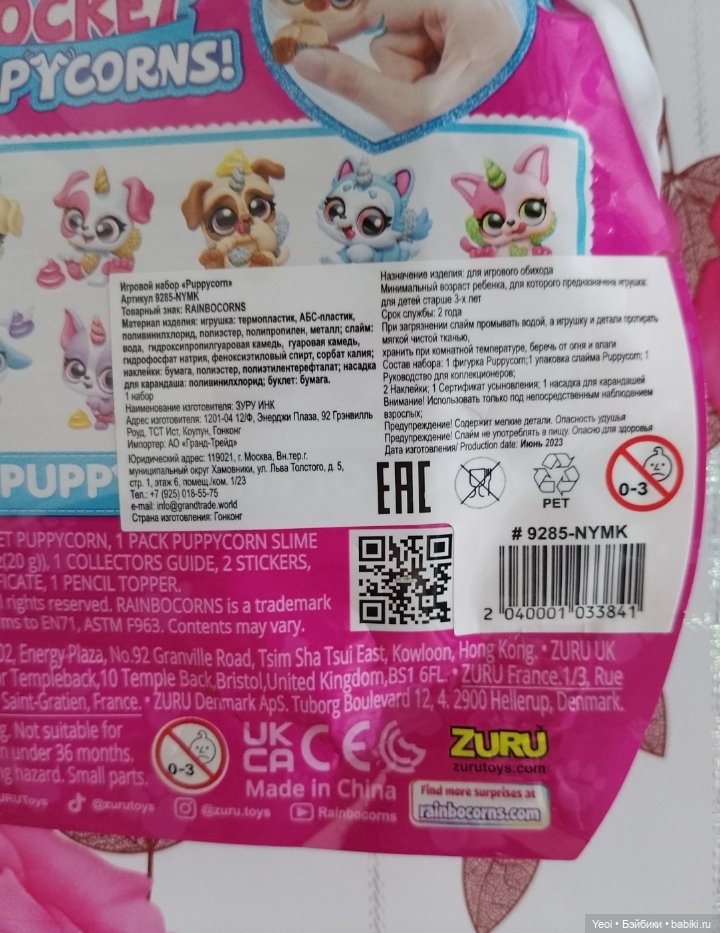 OCKET
PYCORNS!
Игровой набор «Puppycorn»
Артикул 9285-NYMK
Товарный знак: RAINBOCORNS
Материал изделия: игрушка: термопластик, АБС-пластик,
поливинилхлорид, полиэстер, полипропилен, металл; слайм:
вода, гидроксипропилгуаровая камедь, гуаровая камедь,
гидрофосфат натрия, феноксиэтиловый спирт, сорбат калия;
наклейки: бумага, полиэстер, полиэтилентерефталат; насадка
для карандаша: поливинилхлорид; буклет: бумага.
1 набор
Наименование изготовителя: ЗУРУ ИНК
Адрес изготовителя: 1201-04 12/Ф, Энерджи Плаза, 92 Грэнвилль
Роуд, ТСТ Ист, Коулун, Гонконг
Импортер: АО «Гранд-Трейд»
Юридический адрес: 119021, г. Москва, Вн.тер.г.
муниципальный округ Хамовники, ул. Льва Толстого, д. 5,
стр. 1, этаж 6, помещ./ком. 1/23
Тел.: +7 (925) 018-55-75
e-mail: info@grandtrade.world
Страна изготовления: Гонконг
Назначение изделия: для игрового обихода
Минимальный возраст ребенка, для которого предназначена игрушка:
для детей старше 3-х лет
Срок службы: 2 года
При загрязнении слайм промывать водой, а игрушку и детали протирать
мягкой чистой тканью,
хранить при комнатной температуре, беречь от огня и влаги
Состав набора: 1 фигурка Puppycorn;1 упаковка слайма Puppycorn; 1
Руководство для коллекционеров;
2 Наклейки; 1 Сертификат усыновления; 1 насадка для карандашей
Внимание! Использовать только под непосредственным наблюдением
взрослых;
Предупреждение! Содержит мелкие детали. Опасность удушья
Предупреждение! Слайм не употреблять в пищу. Опасно для здоровья
Дата изготовления/ Production date: Июнь 2023
EAC
PET
0-3
# 9285-NYMK
2 040001 033841
PUPP
ET PUPPYCORN, 1 PACK PUPPYCORN SLIME
(20 g)), 1 COLLECTORS GUIDE, 2 STICKERS,
FICATE, 1 PENCIL TOPPER.
rights reserved. RAINBOCORNS is a trademark
ms to EN71, ASTM F963. Contents may vary.
02, Energy Plaza, No.92 Granville Road, Tsim Sha Tsui East, Kowloon, Hong Kong. • ZURU UK
r Templeback,10 Temple Back,Bristol,United Kingdom,BS1 6FL. • ZURU France.1/3, Rue
Saint-Gratien, France. • ZURU Denmark ApS. Tuborg Boulevard 12, 4. 2900 Hellerup, Denmark.
g. Not suitable for
n under 36 months.
ng hazard. Small parts.
0-3
UK
CA
CE
Made in China
ZURU
zurutoys.com
Find more surprises at
rainbocorns.com
@zurutoys
@zuru.toys
Rainbocorns
Yeoi • Бэйбики • babiki.ru